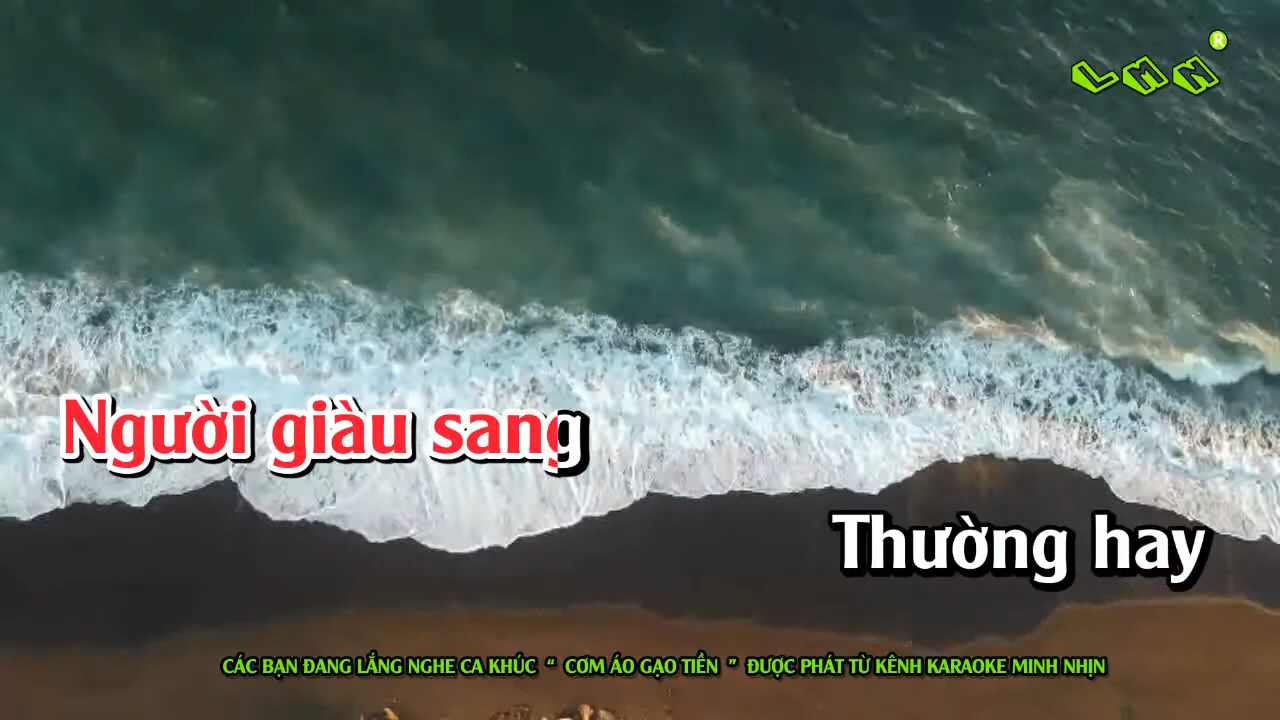 LMN ®
Người giàu sang
Thường hay
CÁC BẠN ĐANG LẮNG NGHE CA KHÚC “ CƠM ÁO GẠO TIỀN ” ĐƯỢC PHÁT TỪ KÊNH KARAOKE MINH NHỊN